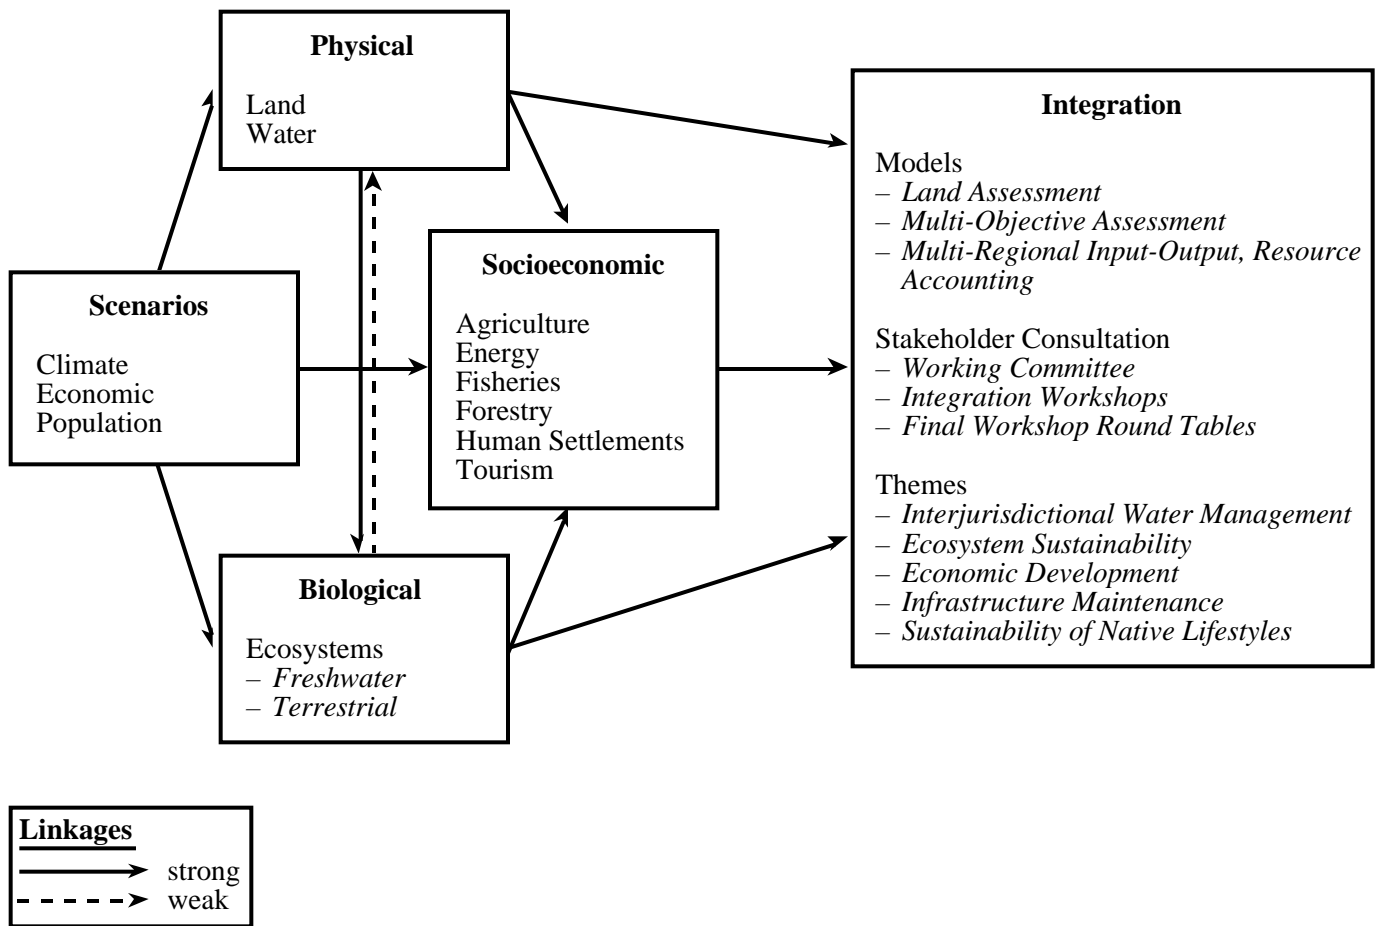 Physical
Land
Water
Scenarios
Climate
Economic
Population
Socioeconomic
Agriculture
Energy
Fisheries
Forestry
Human Settlements
Tourism
Biological
Ecosystems
– Freshwater
– Terrestrial
Integration
Models
– Land Assessment
– Multi-Objective Assessment
– Multi-Regional Input-Output, Resource
Accounting
Stakeholder Consultation
– Working Committee
– Integration Workshops
– Final Workshop Round Tables
Themes
– Interjurisdictional Water Management
– Ecosystem Sustainability
– Economic Development
– Infrastructure Maintenance
– Sustainability of Native Lifestyles
Linkages
strong
weak